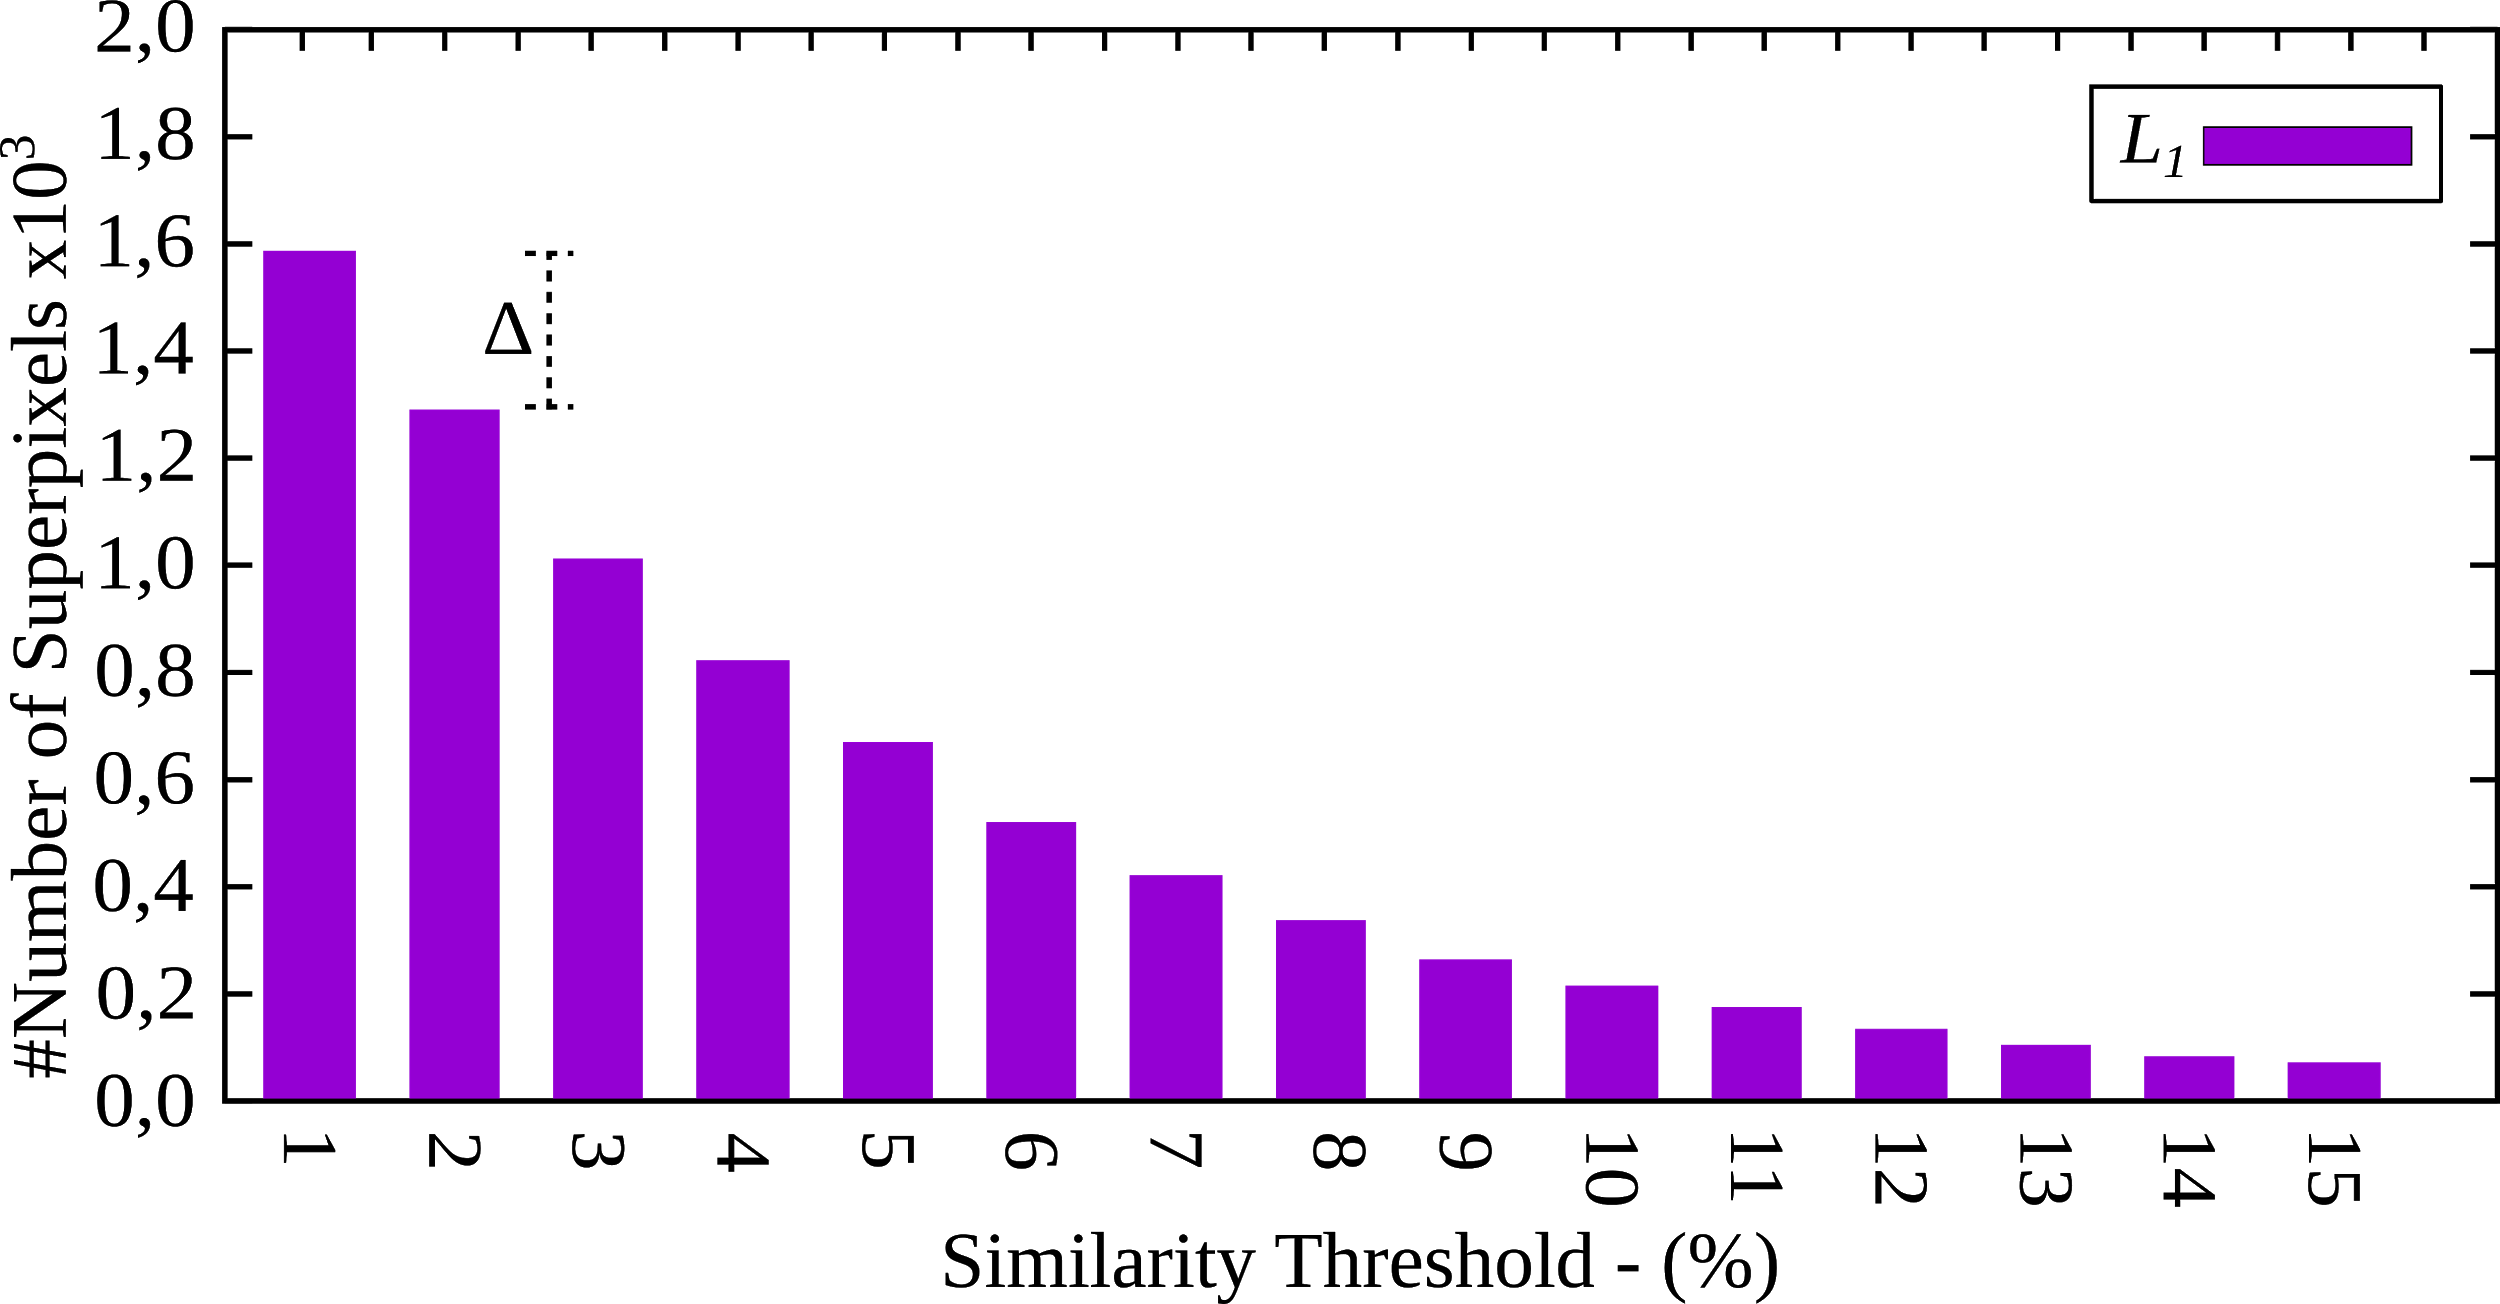 #Number of Superpixels x10³
2,0
1,8
1,6
1,4
1,2
1,0
0,8
0,6
0,4
0,2
0,0
L₁
Δ
1 2 3 4 5 6 7 8 9 10 11 12 13 14 15
Similarity Threshold - (%)